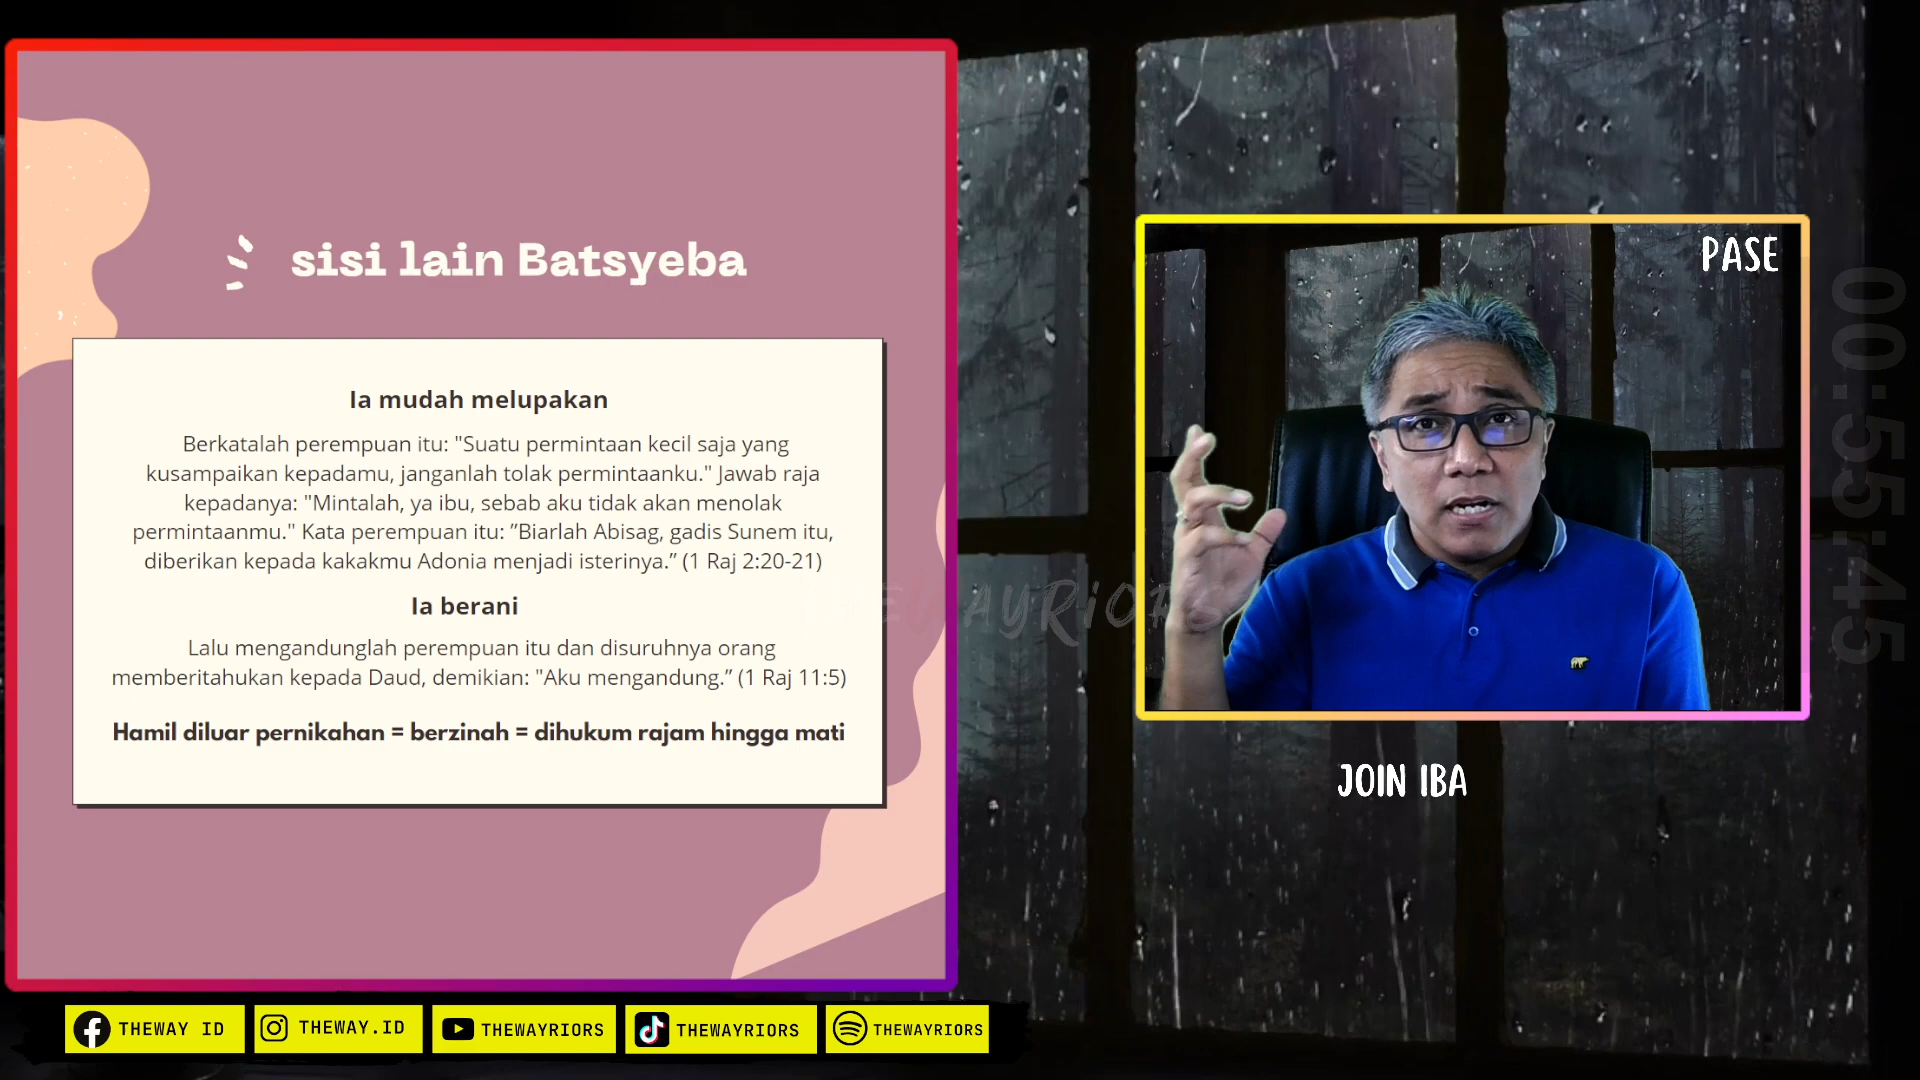 sisi lain Batsyeba
Ia mudah melupakan
Berkatalah perempuan itu: "Suatu permintaan kecil saja yang
kusampaikan kepadamu, janganlah tolak permintaanku." Jawab raja
kepadanya: "Mintalah, ya ibu, sebab aku tidak akan menolak
permintaanmu." Kata perempuan itu: ”Biarlah Abisag, gadis Sunem itu,
diberikan kepada kakakmu Adonia menjadi isterinya.” (1 Raj 2:20-21)
Ia berani
Lalu mengandunglah perempuan itu dan disuruhnya orang
memberitahukan kepada Daud, demikian: "Aku mengandung.” (1 Raj 11:5)
Hamil diluar pernikahan = berzinah = dihukum rajam hingga mati
PASE
JOIN IBA
THEWAYRIORS
00:55:45
THEWAY ID
THEWAY.ID
THEWAYRIORS
THEWAYRIORS
THEWAYRIORS